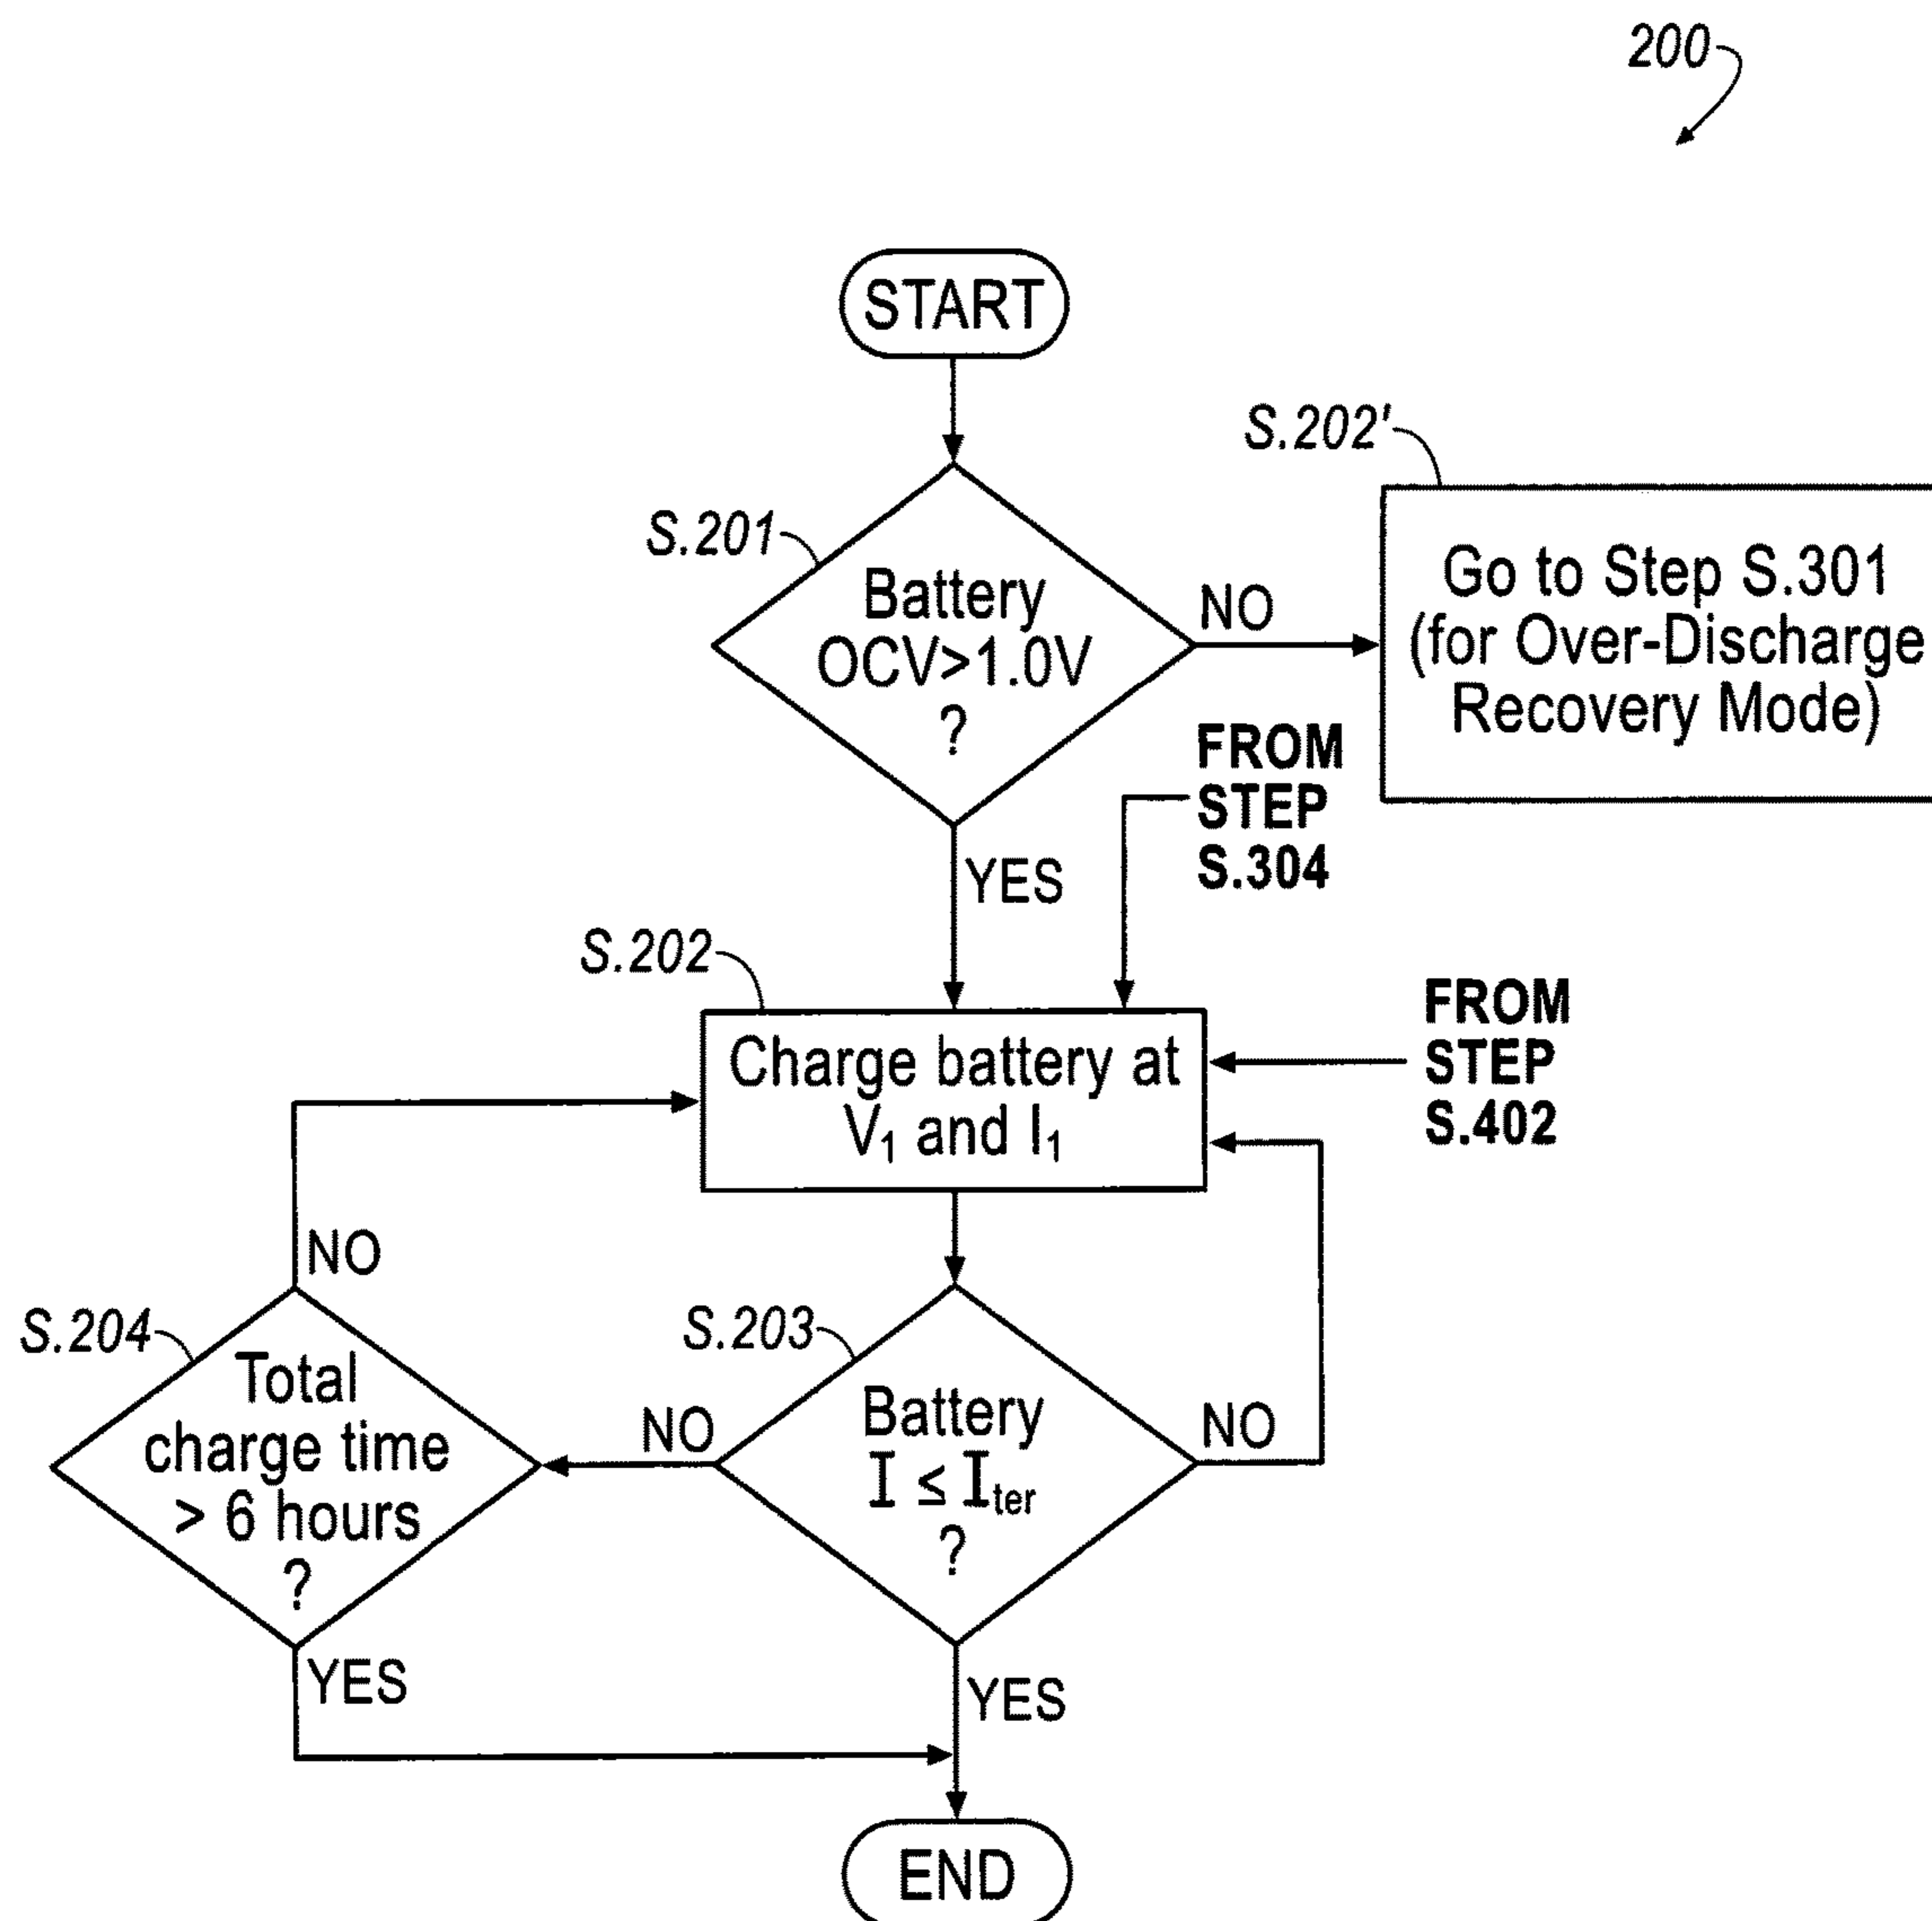 200
START
S.202'
S.201
Battery
OCV>1.0V
?
NO
Go to Step S.301
(for Over-Discharge
Recovery Mode)
FROM
STEP
S.304
YES
S.202
Charge battery at
V₁ and I₁
FROM
STEP
S.402
NO
S.204
Total
charge time
> 6 hours
?
NO
S.203
Battery
I ≤ Iₜₑᵣ
?
NO
YES
YES
END